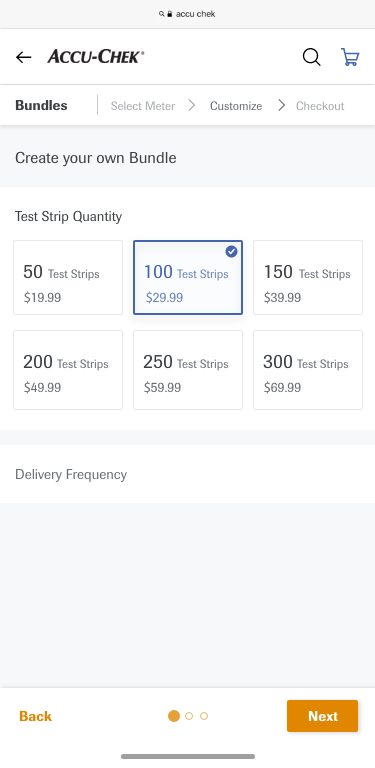 accu chek
ACCU-CHEK®
Bundles Select Meter Customize Checkout
Create your own Bundle
Test Strip Quantity
50 Test Strips
$19.99
100 Test Strips
$29.99
150 Test Strips
$39.99
200 Test Strips
$49.99
250 Test Strips
$59.99
300 Test Strips
$69.99
Delivery Frequency
Back
Next